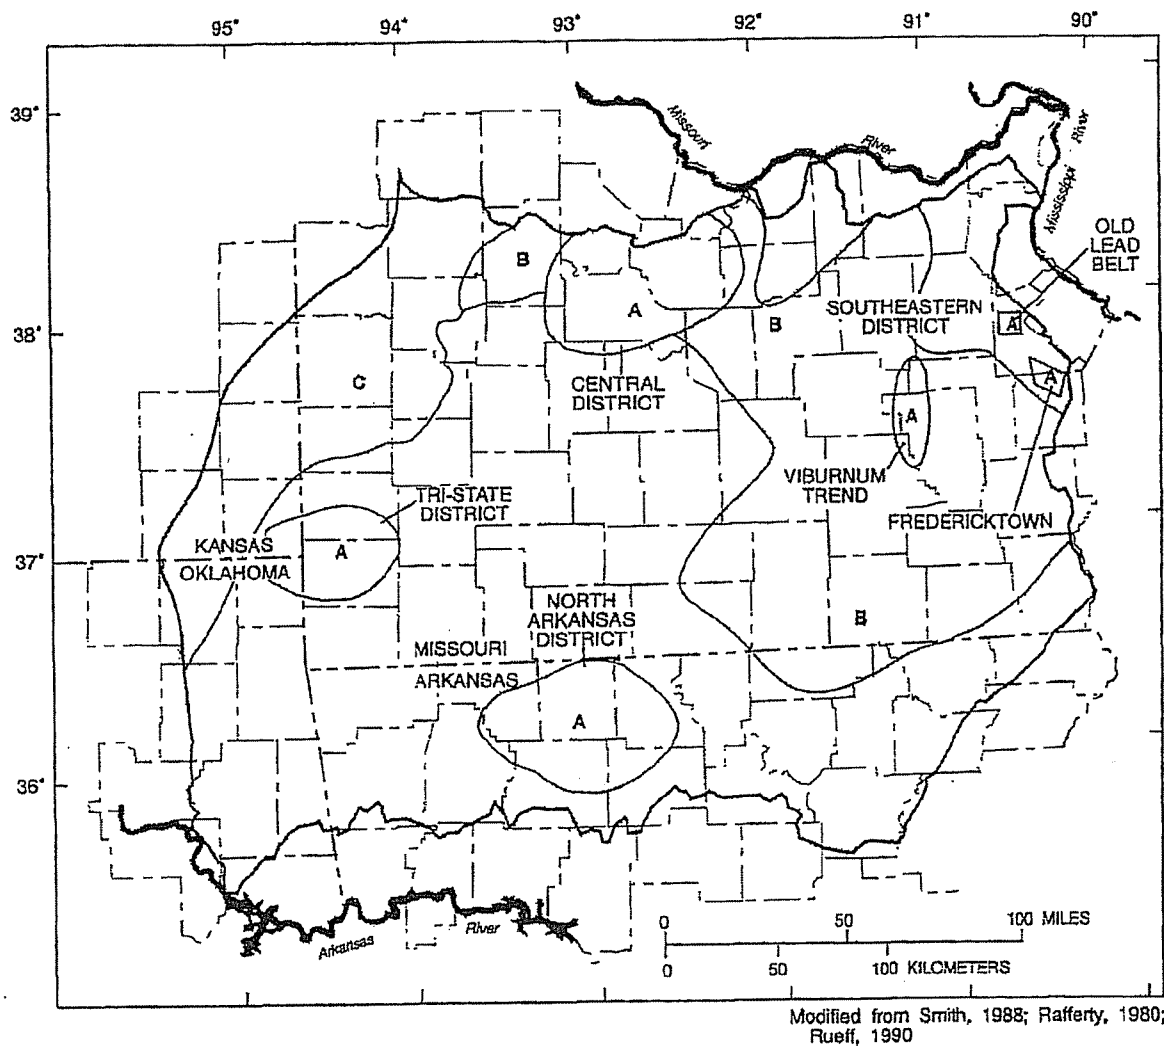 95° 94° 93° 92° 91° 90°
39°
Missouri
River
Mississippi River
OLD
LEAD
BELT
B
A
38°
B
SOUTHEASTERN
DISTRICT
A
C
CENTRAL
DISTRICT
A
A
VIBURNUM
TREND
TRI-STATE
DISTRICT
FREDERICKTOWN
37°
KANSAS
OKLAHOMA
A
NORTH
ARKANSAS
DISTRICT
B
MISSOURI
ARKANSAS
A
36°
0 50 100 MILES
Arkansas
River
0 50 100 KILOMETERS
Modified from Smith, 1988; Rafferty, 1980;
Rueff, 1990